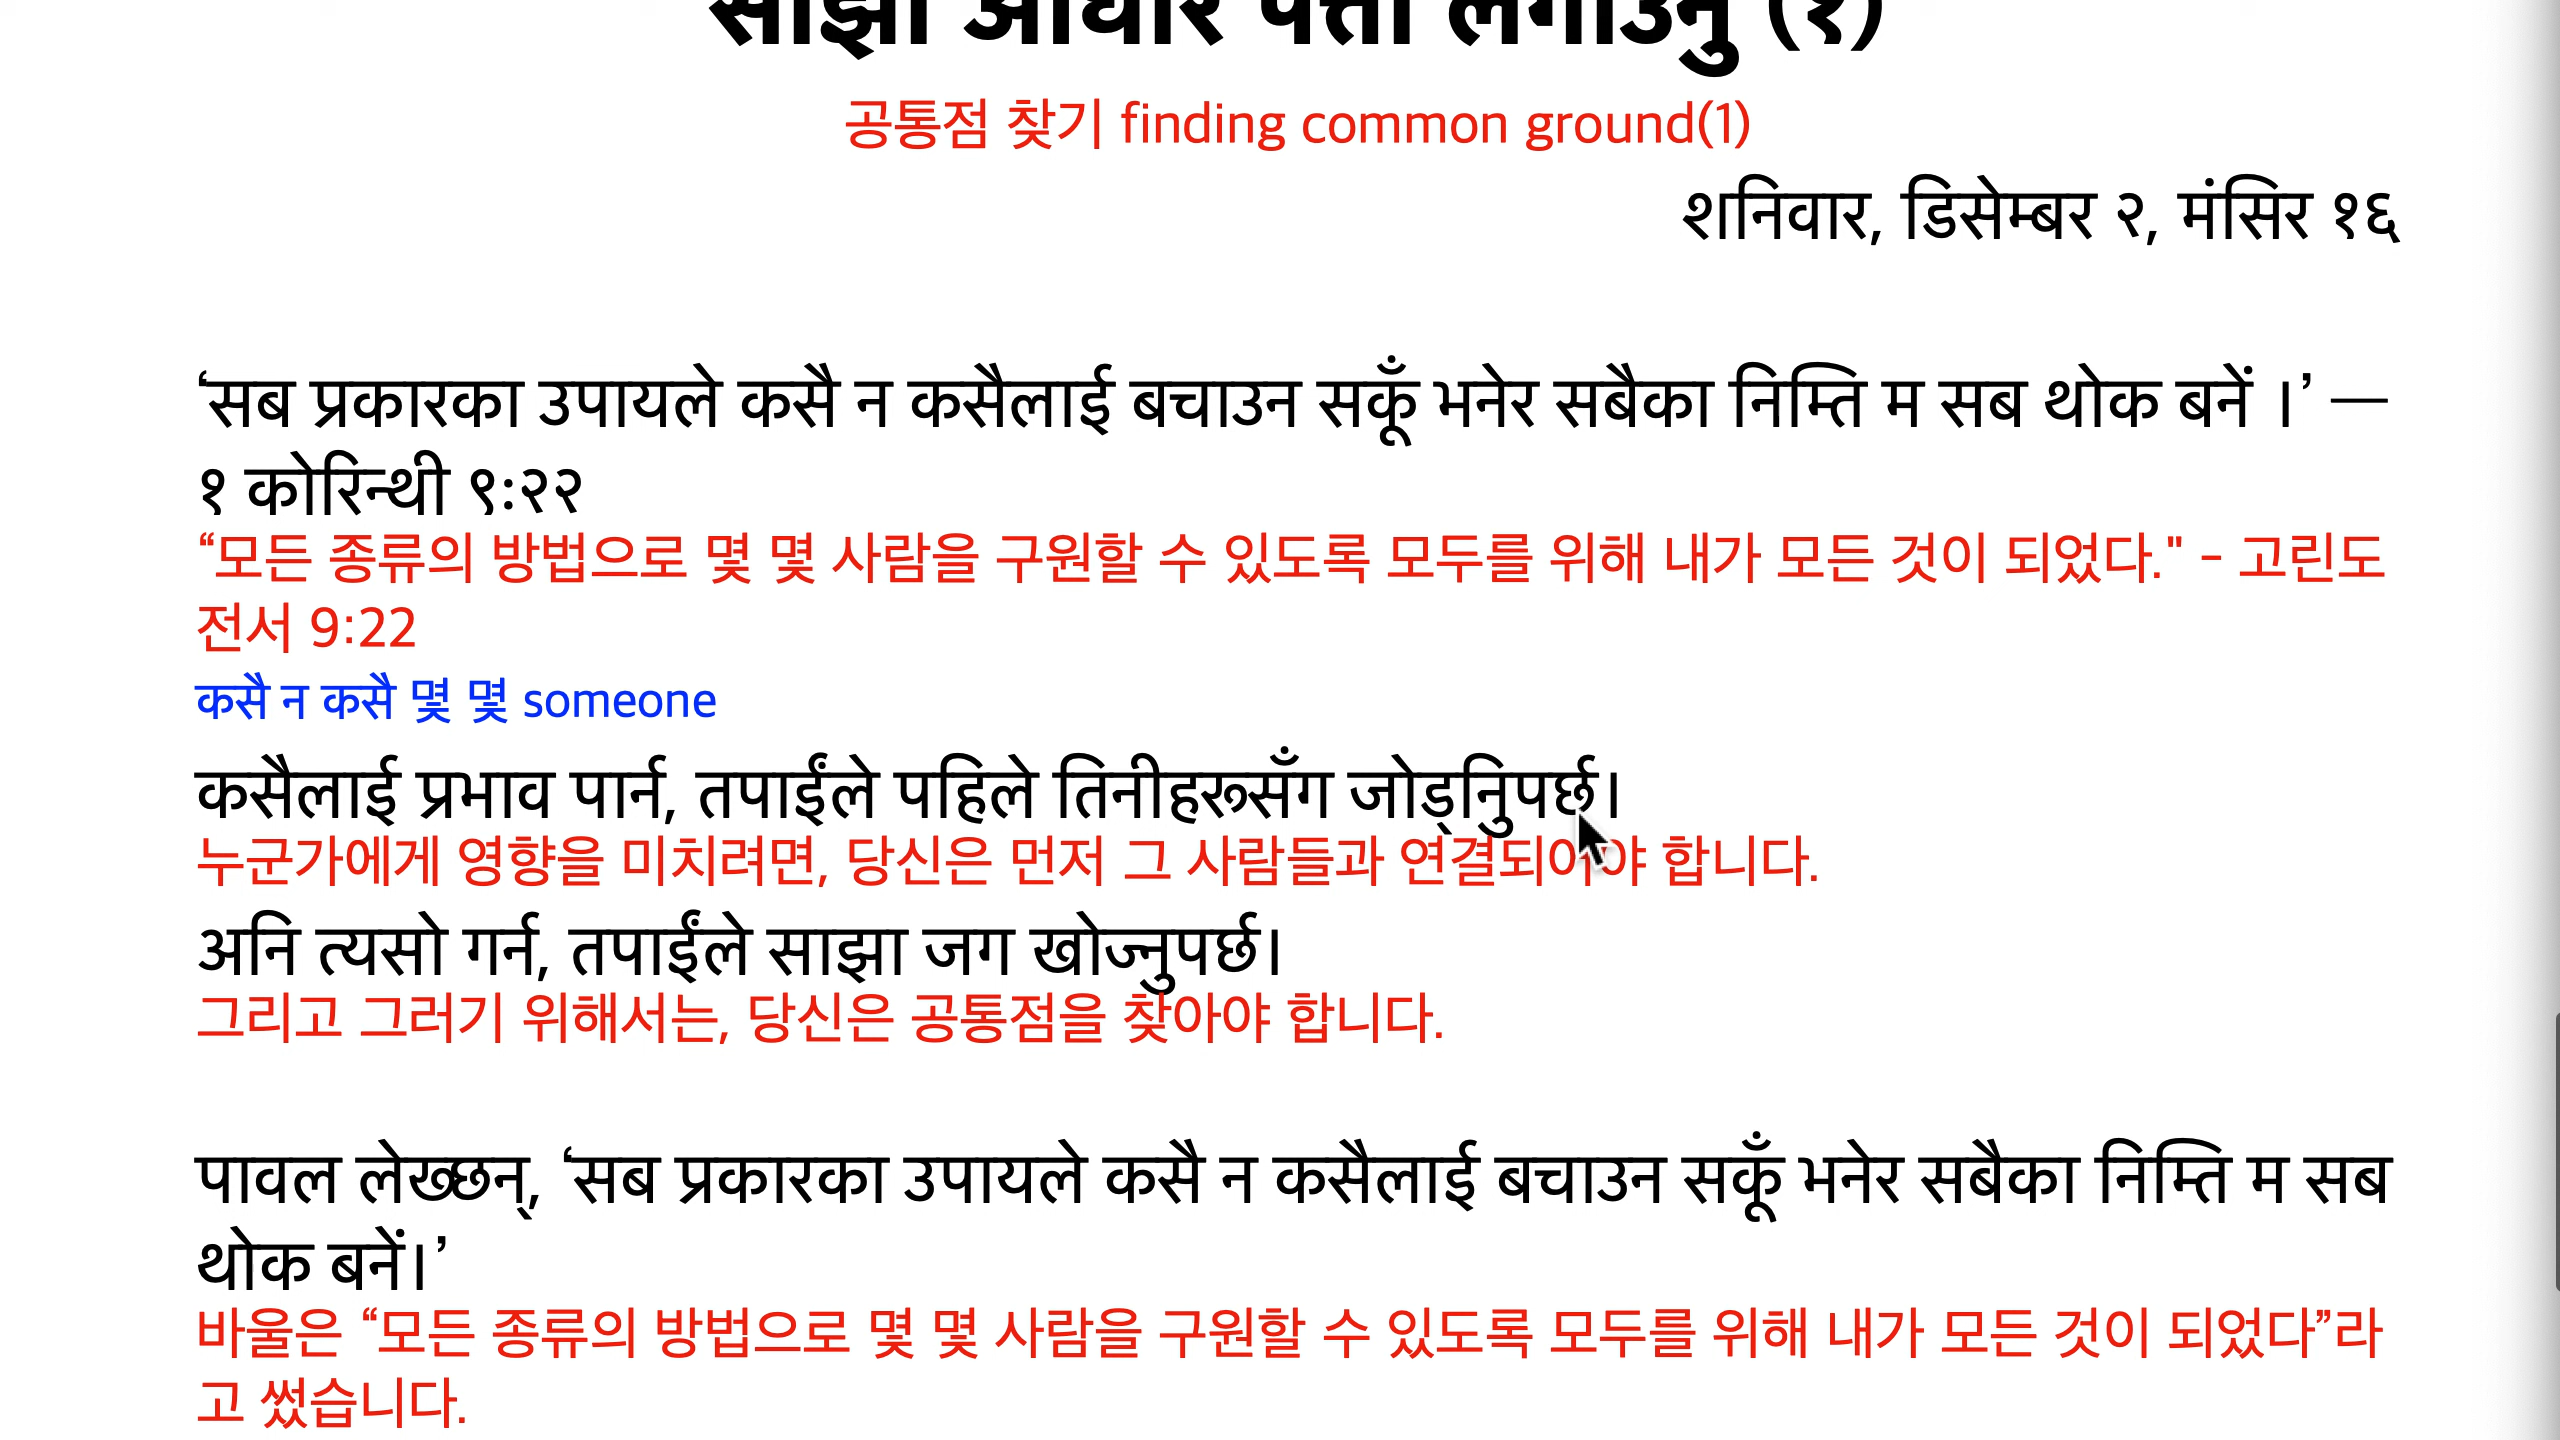 साझा आधार पत्ता लगाउनु (१)
공통점 찾기 finding common ground(1)
शनिवार, डिसेम्बर २, मंसिर १६
‘सब प्रकारका उपायले कसै न कसैलाई बचाउन सकूँ भनेर सबैका निम्ति म सब थोक बनें ।’ —
१ कोरिन्थी ९:२२
“모든 종류의 방법으로 몇 몇 사람을 구원할 수 있도록 모두를 위해 내가 모든 것이 되었다." - 고린도
전서 9:22
कसै न कसै 몇 몇 someone
कसैलाई प्रभाव पार्न, तपाईंले पहिले तिनीहरूसँग जोड्निुपर्छ।
누군가에게 영향을 미치려면, 당신은 먼저 그 사람들과 연결되어야 합니다.
अनि त्यसो गर्न, तपाईंले साझा जग खोज्नुपर्छ।
그리고 그러기 위해서는, 당신은 공통점을 찾아야 합니다.
पावल लेख्छन्, ‘सब प्रकारका उपायले कसै न कसैलाई बचाउन सकूँ भनेर सबैका निम्ति म सब
थोक बनें।’
바울은 “모든 종류의 방법으로 몇 몇 사람을 구원할 수 있도록 모두를 위해 내가 모든 것이 되었다”라
고 썼습니다.